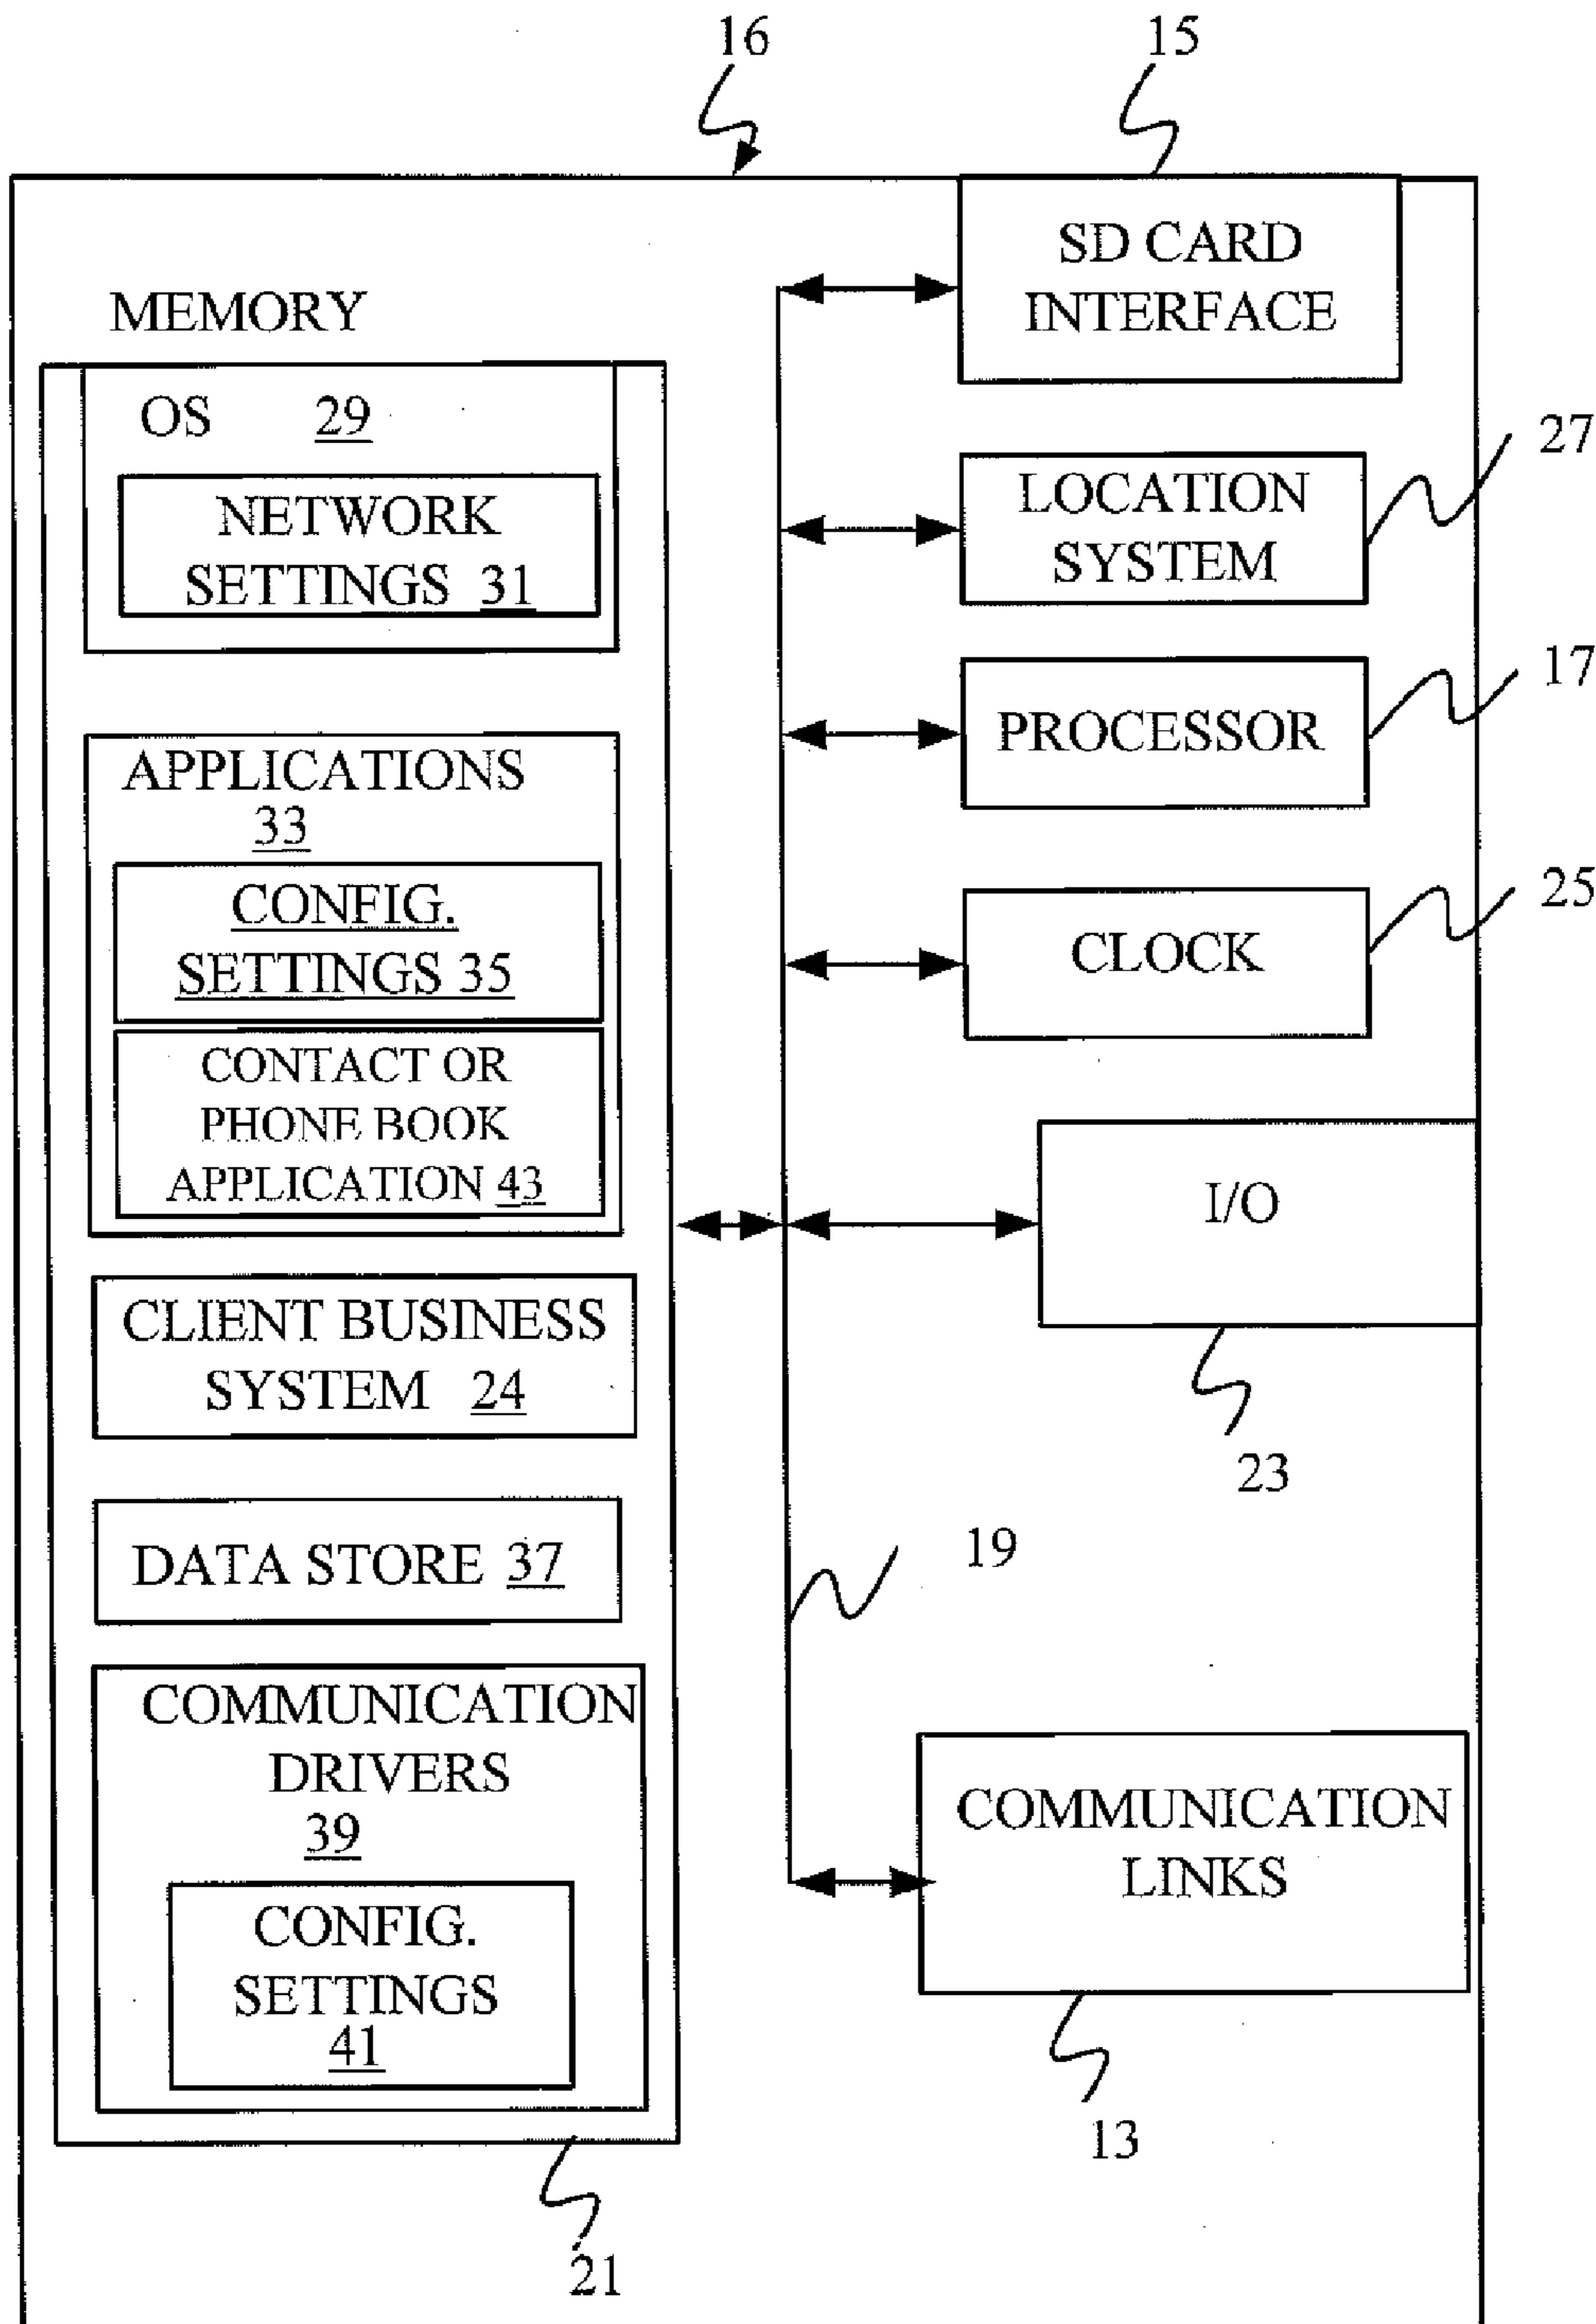 16
15
SD CARD
INTERFACE
MEMORY
OS 29
NETWORK
SETTINGS 31
27
LOCATION
SYSTEM
17
PROCESSOR
APPLICATIONS
33
CONFIG.
SETTINGS 35
CONTACT OR
PHONE BOOK
APPLICATION 43
25
CLOCK
I/O
23
CLIENT BUSINESS
SYSTEM 24
DATA STORE 37
19
COMMUNICATION
DRIVERS
39
CONFIG.
SETTINGS
41
COMMUNICATION
LINKS
13
21